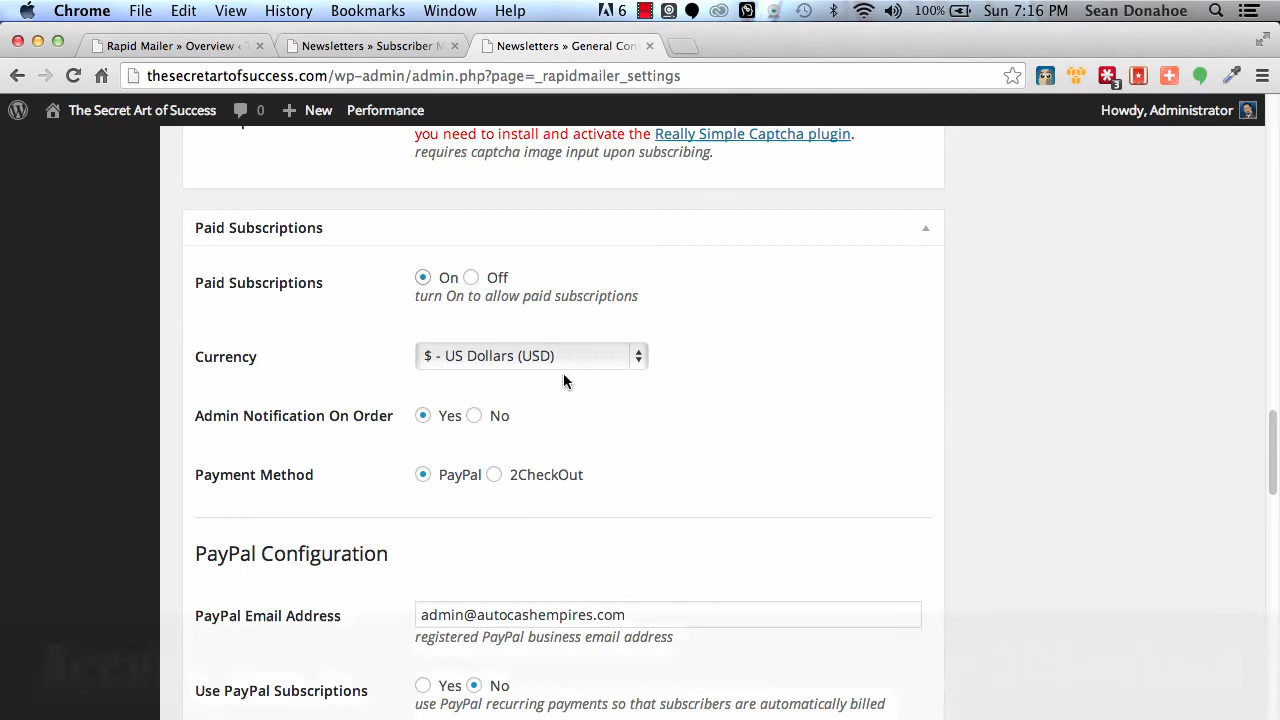 Chrome File Edit View History Bookmarks Window Help 6 100% Sun 7:16 PM Sean Donahoe
Rapid Mailer » Overview ‹ Newsletters » Subscriber M Newsletters » General Con
thesecretartofsuccess.com/wp-admin/admin.php?page=_rapidmailer_settings 3
The Secret Art of Success 0 New Performance Howdy, Administrator
you need to install and activate the Really Simple Captcha plugin.
requires captcha image input upon subscribing.
Paid Subscriptions
Paid Subscriptions On Off
turn On to allow paid subscriptions
Currency $ - US Dollars (USD)
Admin Notification On Order Yes No
Payment Method PayPal 2CheckOut
PayPal Configuration
PayPal Email Address admin@autocashempires.com
registered PayPal business email address
Use PayPal Subscriptions Yes No
use PayPal recurring payments so that subscribers are automatically billed